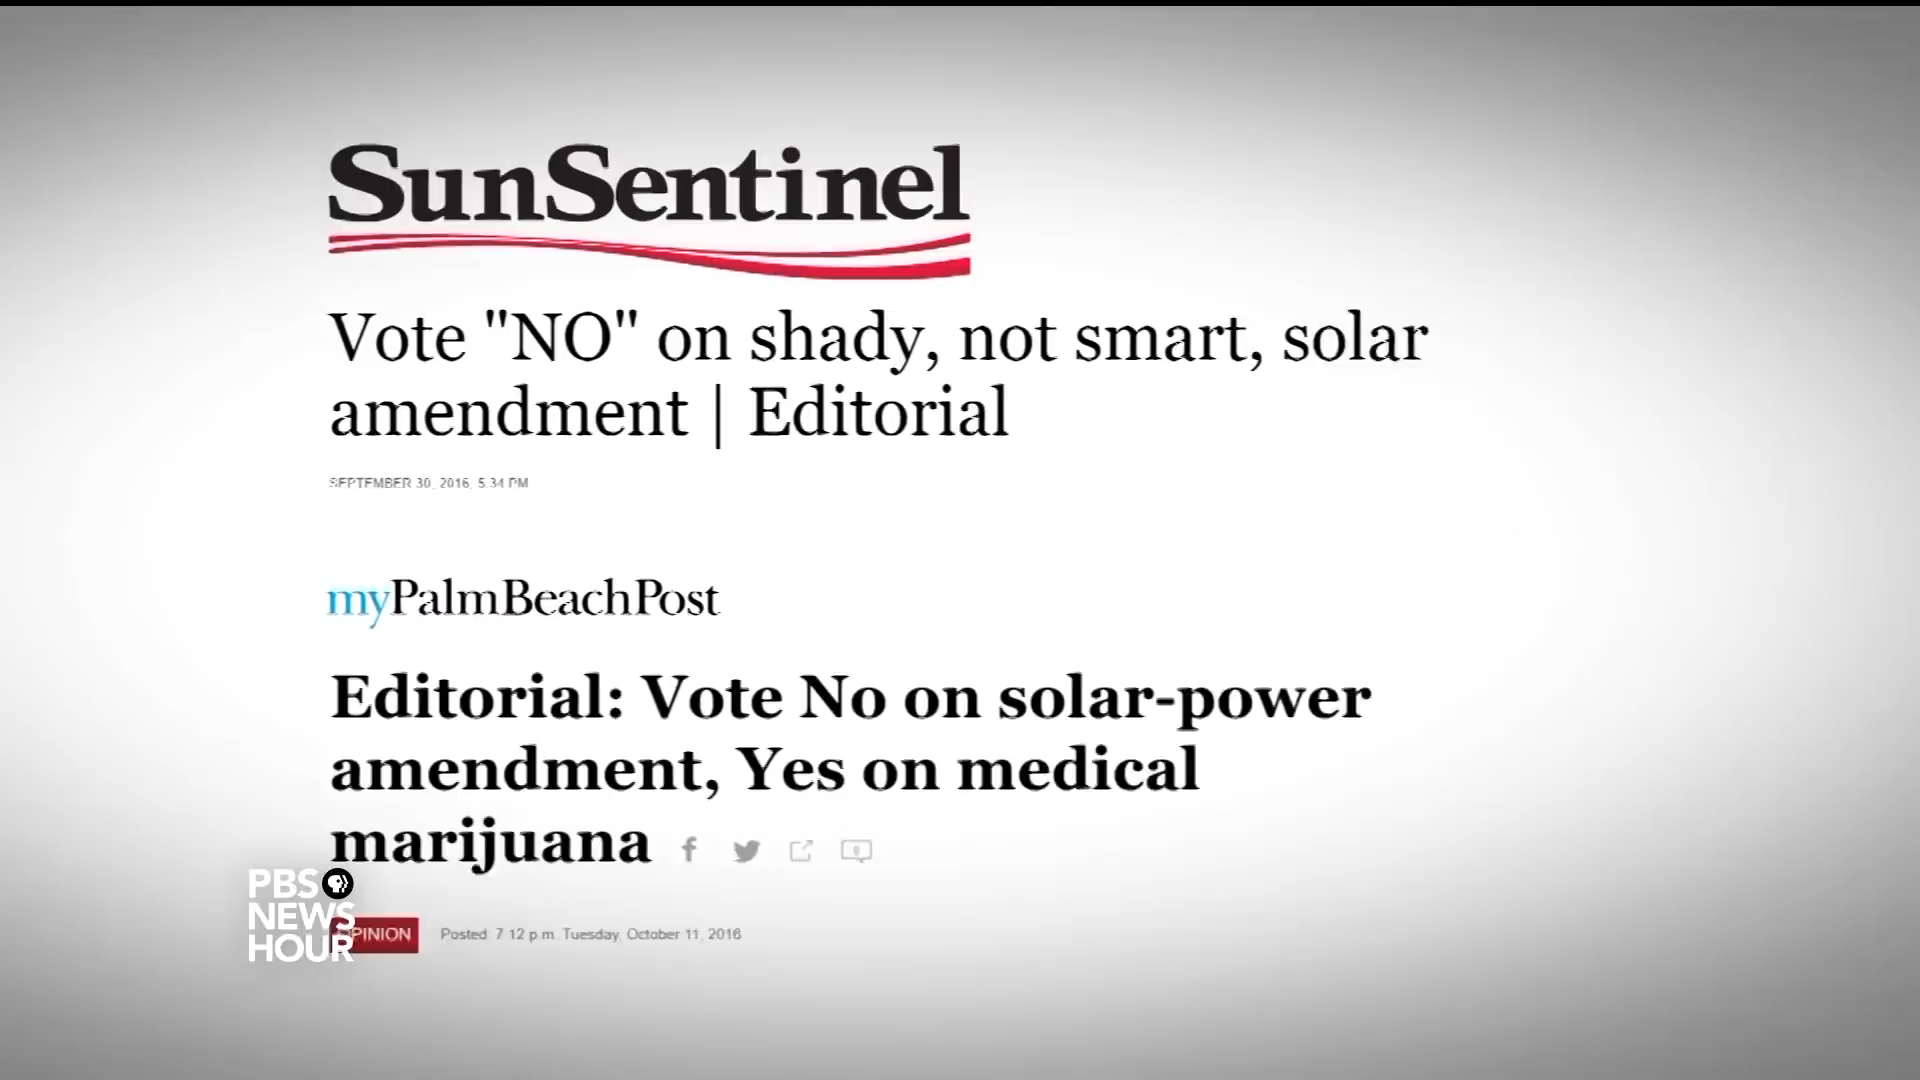 SunSentinel
Vote "NO" on shady, not smart, solar
amendment | Editorial
SEPTEMBER 30, 2016, 5:34 PM
myPalmBeachPost
Editorial: Vote No on solar-power
amendment, Yes on medical
marijuana
PBS
NEWS
HOUR
OPINION
Posted: 7:12 p.m. Tuesday, October 11, 2016